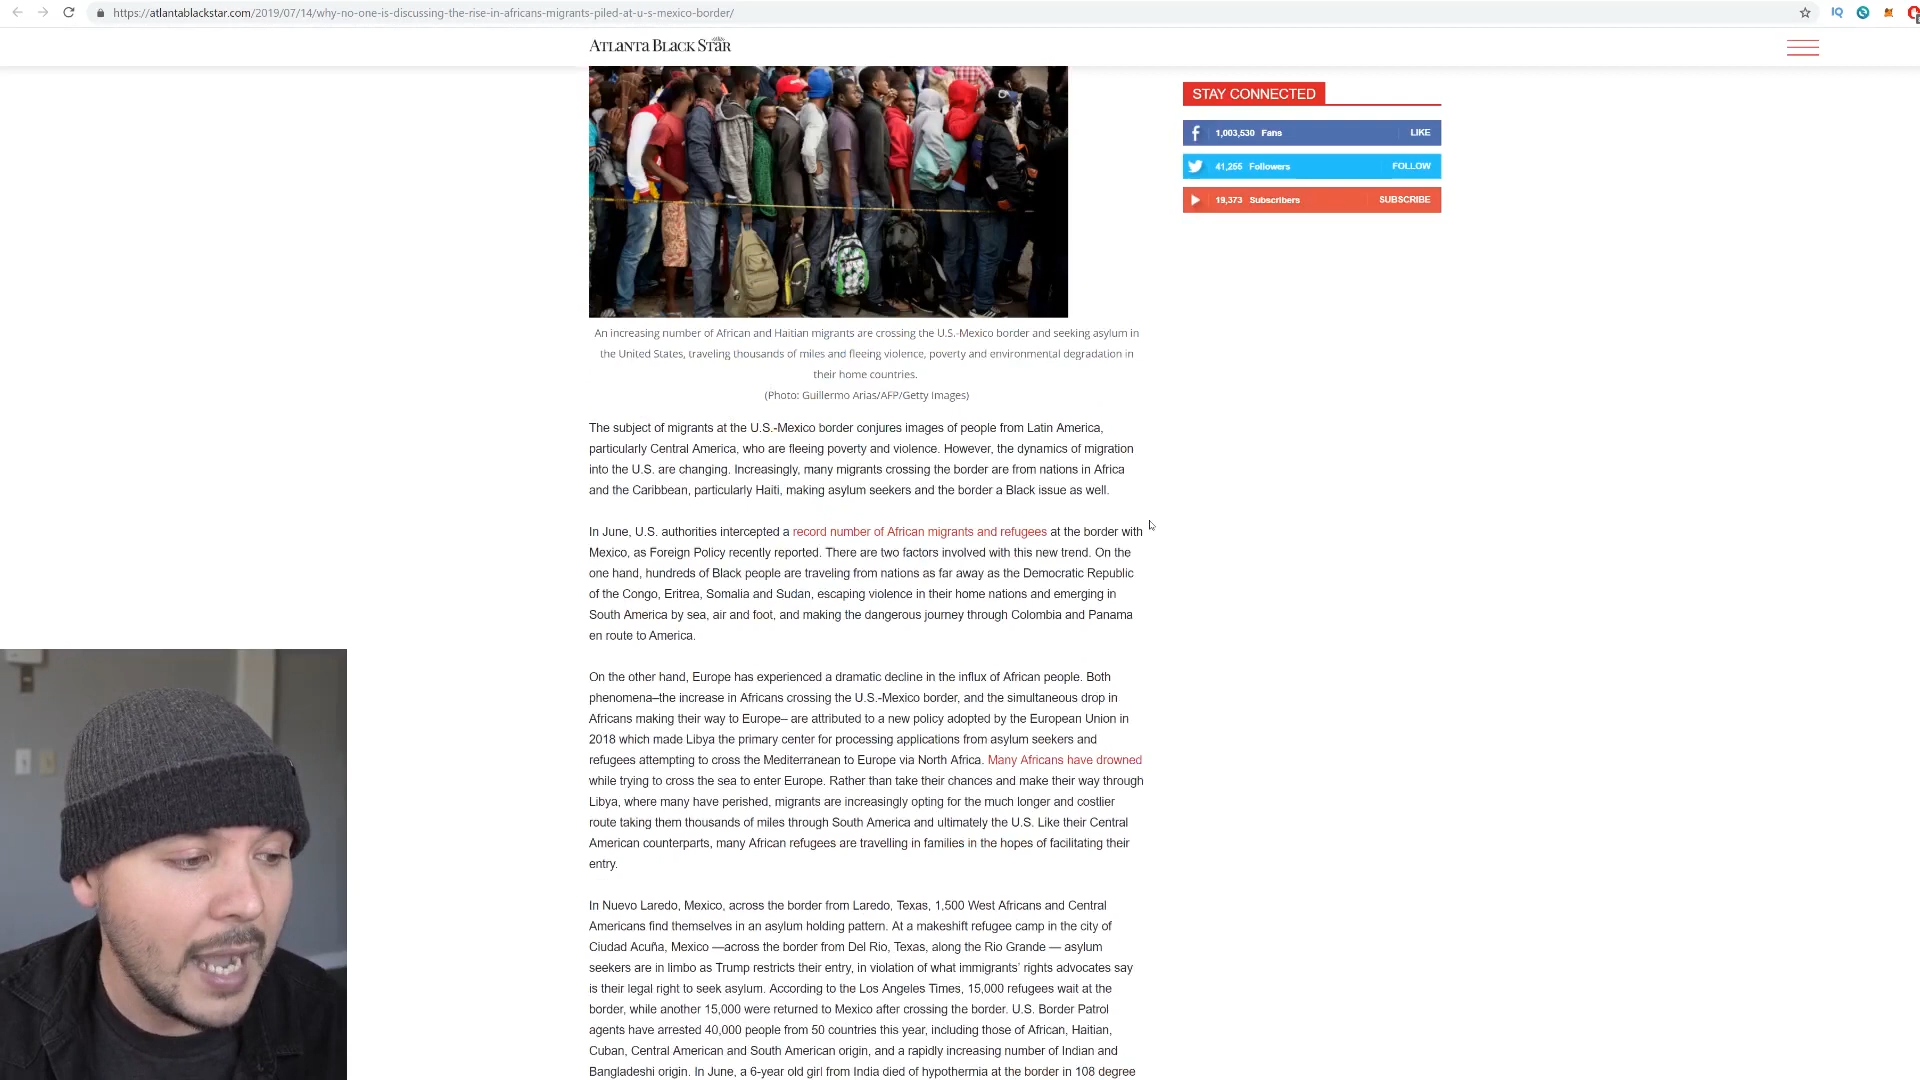 https://atlantablackstar.com/2019/07/14/why-no-one-is-discussing-the-rise-in-africans-migrants-piled-at-u-s-mexico-border/
IQ
ATLANTA BLACK STAR
STAY CONNECTED
1,003,530 Fans LIKE
41,255 Followers FOLLOW
19,373 Subscribers SUBSCRIBE
An increasing number of African and Haitian migrants are crossing the U.S.-Mexico border and seeking asylum in
the United States, traveling thousands of miles and fleeing violence, poverty and environmental degradation in
their home countries.
(Photo: Guillermo Arias/AFP/Getty Images)
The subject of migrants at the U.S.-Mexico border conjures images of people from Latin America,
particularly Central America, who are fleeing poverty and violence. However, the dynamics of migration
into the U.S. are changing. Increasingly, many migrants crossing the border are from nations in Africa
and the Caribbean, particularly Haiti, making asylum seekers and the border a Black issue as well.
In June, U.S. authorities intercepted a record number of African migrants and refugees at the border with
Mexico, as Foreign Policy recently reported. There are two factors involved with this new trend. On the
one hand, hundreds of Black people are traveling from nations as far away as the Democratic Republic
of the Congo, Eritrea, Somalia and Sudan, escaping violence in their home nations and emerging in
South America by sea, air and foot, and making the dangerous journey through Colombia and Panama
en route to America.
On the other hand, Europe has experienced a dramatic decline in the influx of African people. Both
phenomena–the increase in Africans crossing the U.S.-Mexico border, and the simultaneous drop in
Africans making their way to Europe– are attributed to a new policy adopted by the European Union in
2018 which made Libya the primary center for processing applications from asylum seekers and
refugees attempting to cross the Mediterranean to Europe via North Africa. Many Africans have drowned
while trying to cross the sea to enter Europe. Rather than take their chances and make their way through
Libya, where many have perished, migrants are increasingly opting for the much longer and costlier
route taking them thousands of miles through South America and ultimately the U.S. Like their Central
American counterparts, many African refugees are travelling in families in the hopes of facilitating their
entry.
In Nuevo Laredo, Mexico, across the border from Laredo, Texas, 1,500 West Africans and Central
Americans find themselves in an asylum holding pattern. At a makeshift refugee camp in the city of
Ciudad Acuña, Mexico —across the border from Del Rio, Texas, along the Rio Grande — asylum
seekers are in limbo as Trump restricts their entry, in violation of what immigrants' rights advocates say
is their legal right to seek asylum. According to the Los Angeles Times, 15,000 refugees wait at the
border, while another 15,000 were returned to Mexico after crossing the border. U.S. Border Patrol
agents have arrested 40,000 people from 50 countries this year, including those of African, Haitian,
Cuban, Central American and South American origin, and a rapidly increasing number of Indian and
Bangladeshi origin. In June, a 6-year old girl from India died of hypothermia at the border in 108 degree